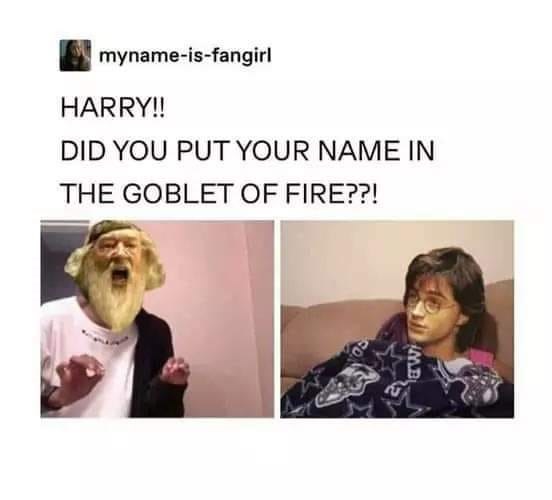 myname-is-fangirl
HARRY!!
DID YOU PUT YOUR NAME IN
THE GOBLET OF FIRE??!